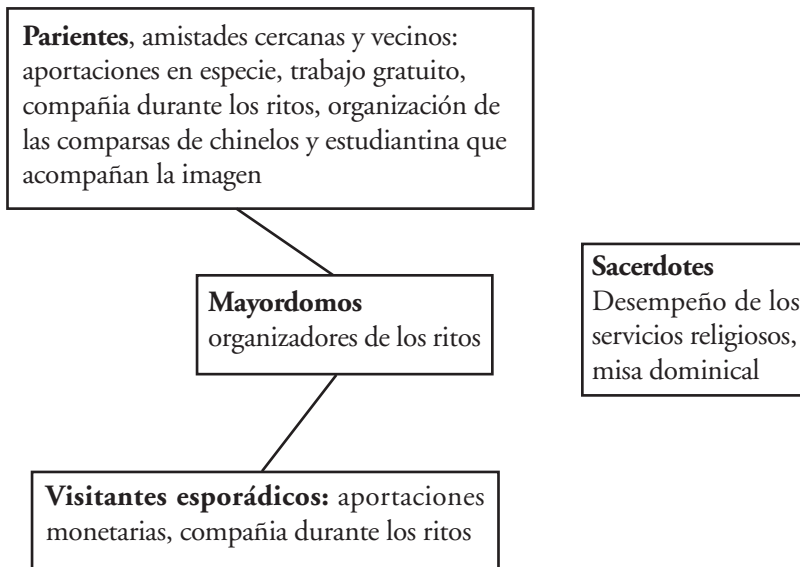 Parientes, amistades cercanas y vecinos:
aportaciones en especie, trabajo gratuito,
compañia durante los ritos, organización de
las comparsas de chinelos y estudiantina que
acompañan la imagen
Mayordomos
organizadores de los ritos
Sacerdotes
Desempeño de los
servicios religiosos,
misa dominical
Visitantes esporádicos: aportaciones
monetarias, compañia durante los ritos